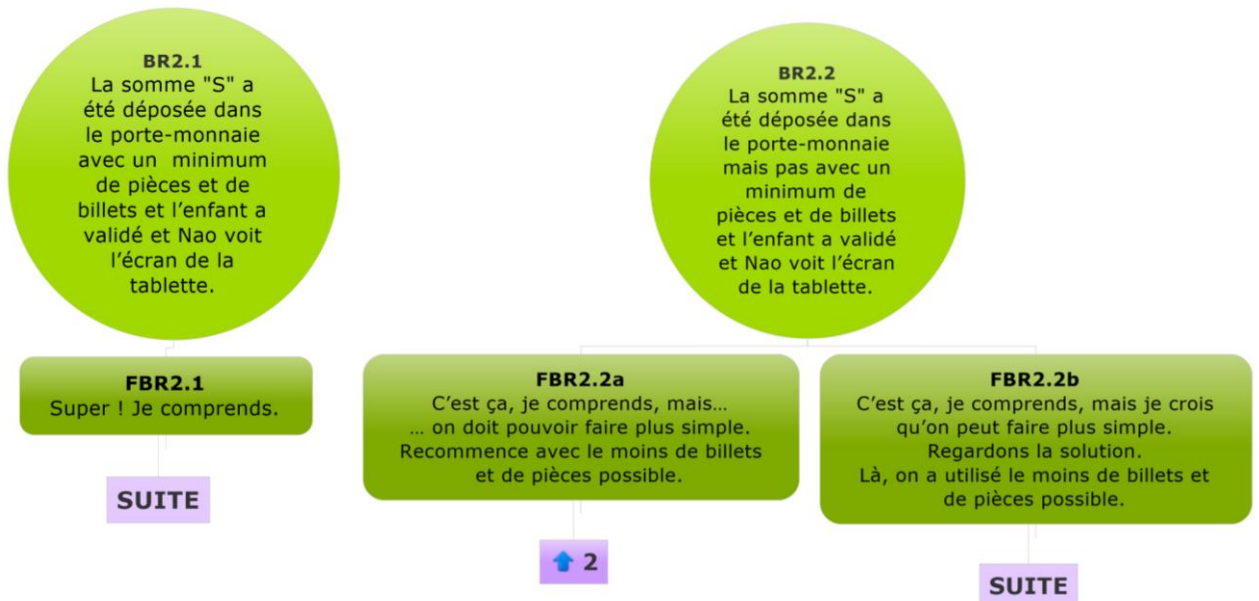 BR2.1
La somme "S" a
été déposée dans
le porte-monnaie
avec un minimum
de pièces et de
billets et l’enfant a
validé et Nao voit
l’écran de la
tablette.
FBR2.1
Super ! Je comprends.
SUITE
BR2.2
La somme "S" a
été déposée dans
le porte-monnaie
mais pas avec un
minimum de
pièces et de billets
et l’enfant a validé
et Nao voit l’écran
de la tablette.
FBR2.2a
C’est ça, je comprends, mais…
… on doit pouvoir faire plus simple.
Recommence avec le moins de billets
et de pièces possible.
2
FBR2.2b
C’est ça, je comprends, mais je crois
qu’on peut faire plus simple.
Regardons la solution.
Là, on a utilisé le moins de billets et
de pièces possible.
SUITE